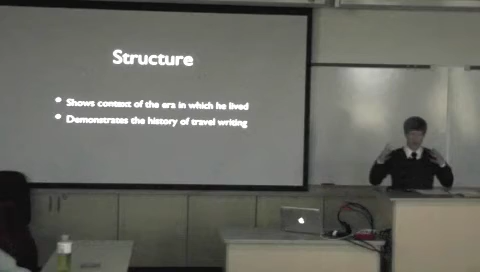 Structure
• Shows context of the era in which he lived
• Demonstrates the history of travel writing